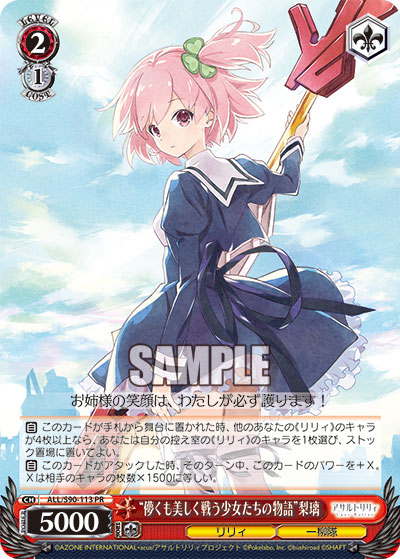 LEVEL
2
1
COST
SAMPLE
お姉様の笑顔は、わたしが必ず護ります！
自 このカードが手札から舞台に置かれた時、他のあなたの《リリィ》のキャラ
が4枚以上なら、あなたは自分の控え室の《リリィ》のキャラを1枚選び、ストッ
ク置場に置いてよい。
自 このカードがアタックした時、そのターン中、このカードのパワーを＋X。
Xは相手のキャラの枚数×1500に等しい。
CH
ALL/S90-113 PR
5000
“儚くも美しく戦う少女たちの物語”梨璃
リリィ
一柳隊
アサルトリリィ
©AZONE INTERNATIONAL・acus/アサルトリリィプロジェクト ©Pokelabo, Inc. ©bushiroad ©SHAFT